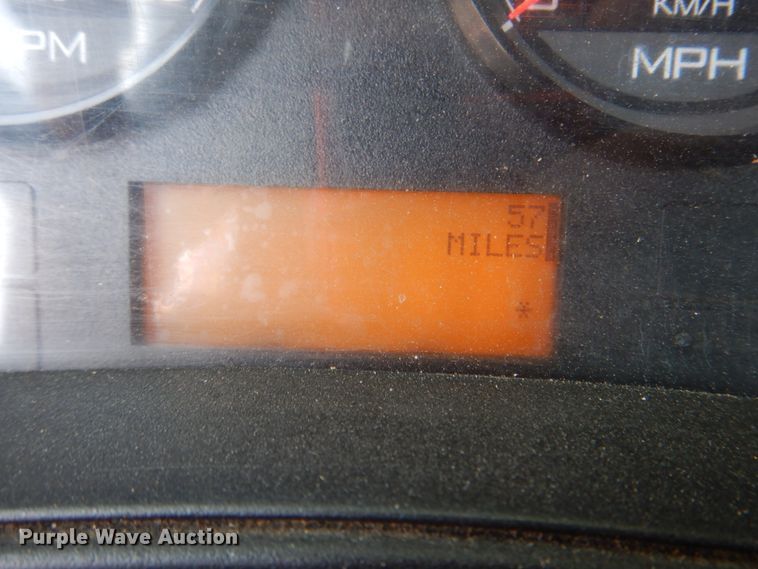 KM/H
PM
MPH
57
MILES
*
Purple Wave Auction